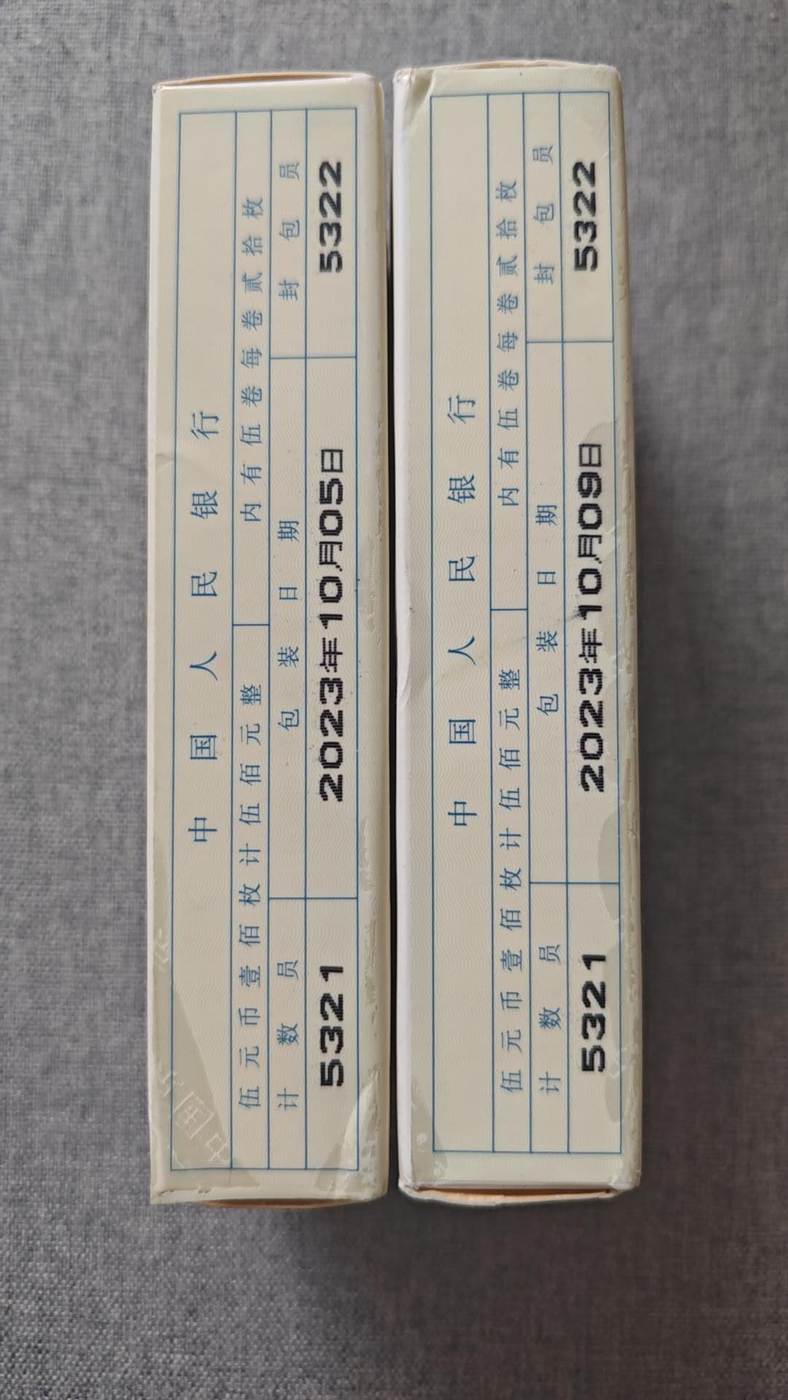 中国人民银行
伍元币壹佰枚计伍佰元整 内有伍卷每卷贰拾枚
计数员 包装日期 封包员
5321 2023年10月05日 5322
中国人民银行
伍元币壹佰枚计伍佰元整 内有伍卷每卷贰拾枚
计数员 包装日期 封包员
5321 2023年10月09日 5322